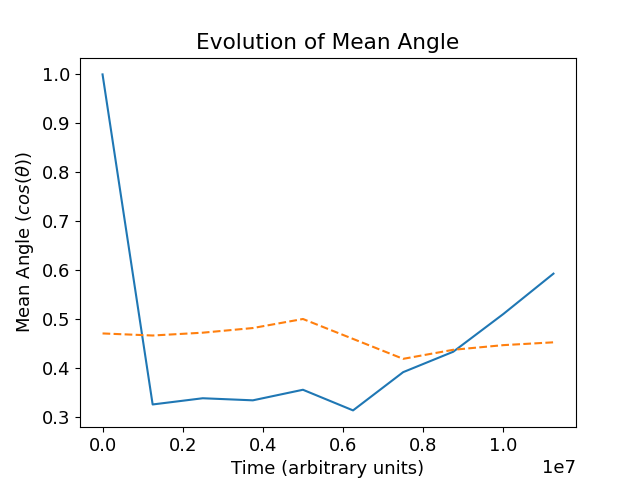 Evolution of Mean Angle
1.0
0.9
0.8
0.7
0.6
0.5
0.4
0.3
Mean Angle (cos(θ))
0.0 0.2 0.4 0.6 0.8 1.0
1e7
Time (arbitrary units)